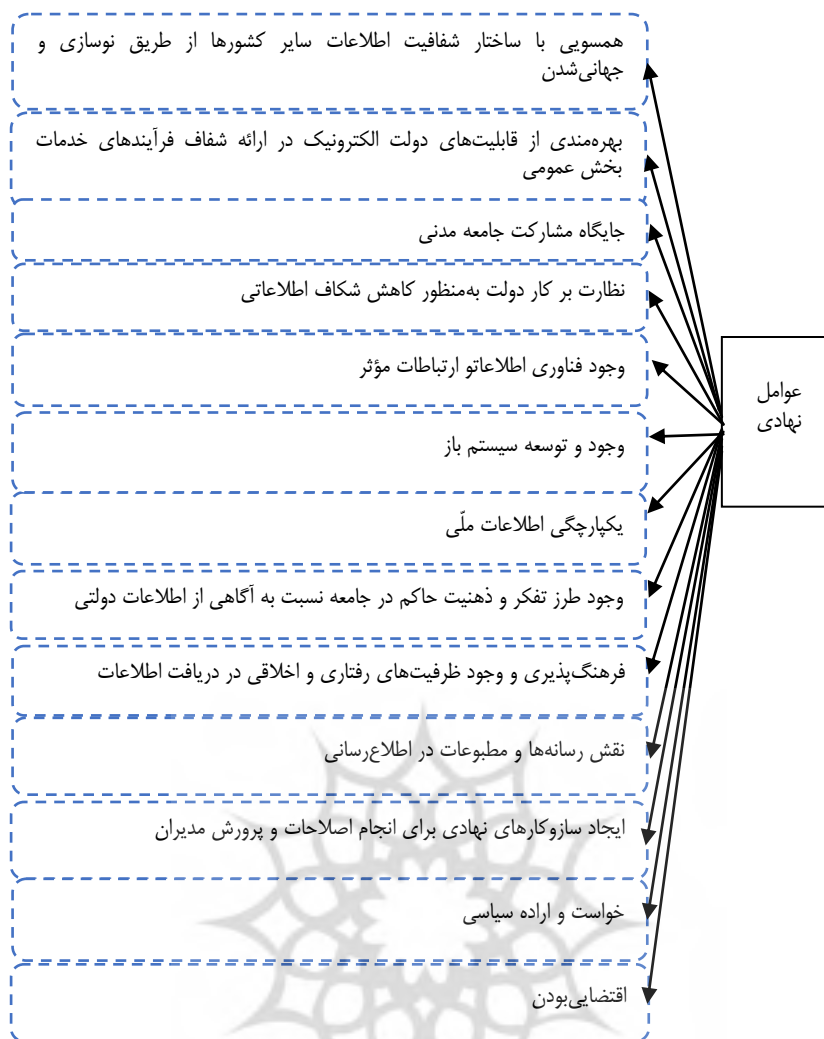 همسویی با ساختار شفافیت اطلاعات سایر کشورها از طریق نوسازی و
جهانی‌شدن
بهره‌مندی از قابلیت‌های دولت الکترونیک در ارائه شفاف فرآیندهای خدمات
بخش عمومی
جایگاه مشارکت جامعه مدنی
نظارت بر کار دولت به‌منظور کاهش شکاف اطلاعاتی
وجود فناوری اطلاعاتو ارتباطات مؤثر
وجود و توسعه سیستم باز
یکپارچگی اطلاعات ملّی
وجود طرز تفکر و ذهنیت حاکم در جامعه نسبت به آگاهی از اطلاعات دولتی
فرهنگ‌پذیری و وجود ظرفیت‌های رفتاری و اخلاقی در دریافت اطلاعات
نقش رسانه‌ها و مطبوعات در اطلاع‌رسانی
ایجاد سازوکارهای نهادی برای انجام اصلاحات و پرورش مدیران
خواست و اراده سیاسی
اقتضایی‌بودن
عوامل
نهادی